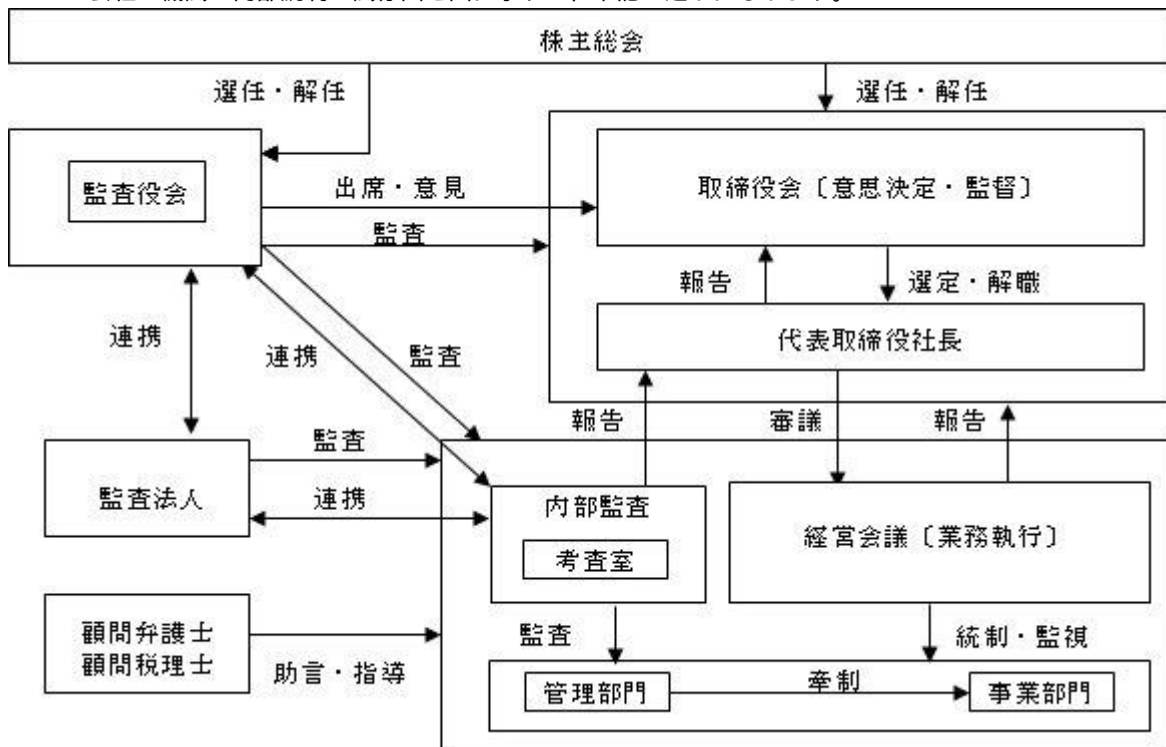 株主総会
選任・解任
選任・解任
監査役会
出席・意見
取締役会〔意思決定・監督〕
監査
報告
選定・解職
代表取締役社長
連携
連携
監査
報告
審議
報告
監査法人
監査
連携
内部監査
考査室
経営会議〔業務執行〕
顧問弁護士
顧問税理士
助言・指導
監査
統制・監視
管理部門
牽制
事業部門